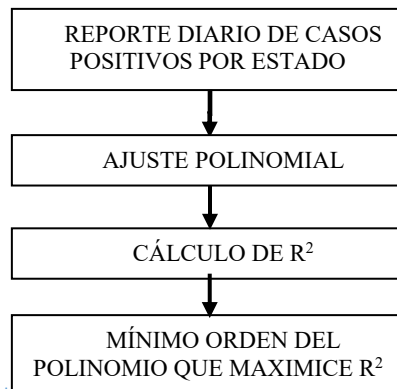 REPORTE DIARIO DE CASOS
POSITIVOS POR ESTADO
AJUSTE POLINOMIAL
CÁLCULO DE R²
MÍNIMO ORDEN DEL
POLINOMIO QUE MAXIMICE R²